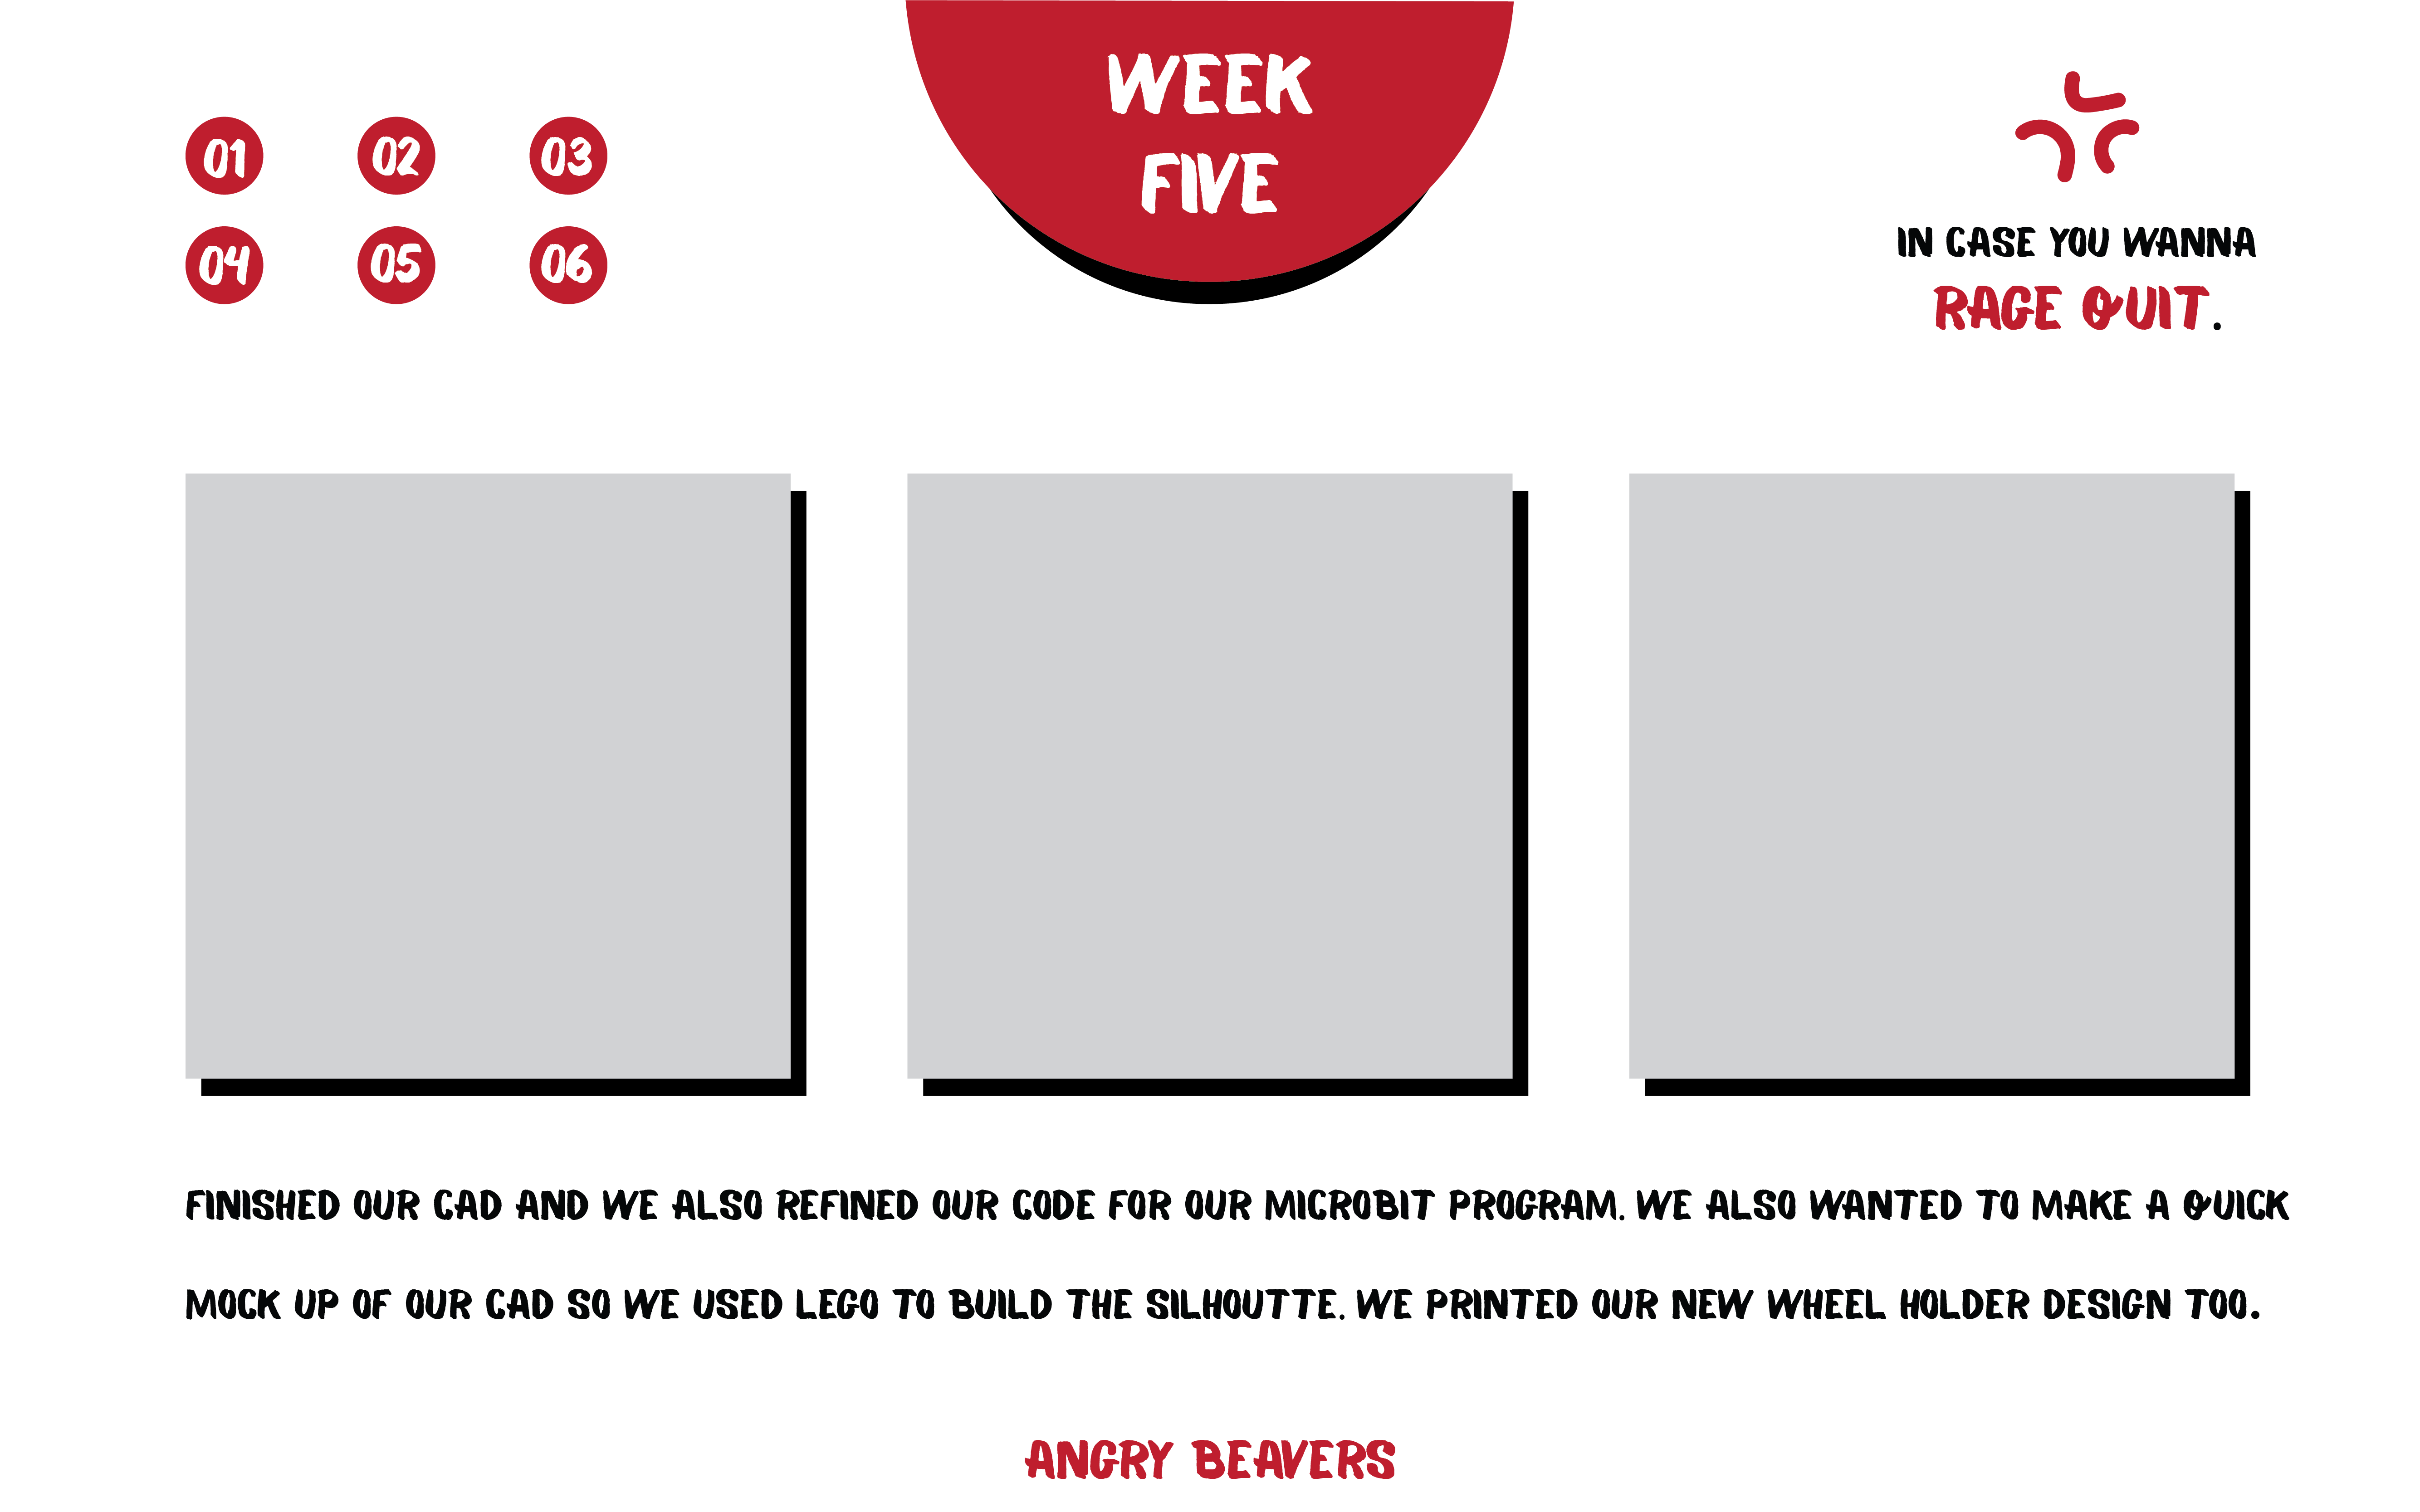 WEEK
FIVE
01 02 03
04 05 06
IN CASE YOU WANNA
RAGE QUIT.
FINISHED OUR CAD AND WE ALSO REFINED OUR CODE FOR OUR MICROBIT PROGRAM. WE ALSO WANTED TO MAKE A QUICK
MOCK UP OF OUR CAD SO WE USED LEGO TO BUILD THE SILHOUTTE. WE PRINTED OUR NEW WHEEL HOLDER DESIGN TOO.
ANGRY BEAVERS